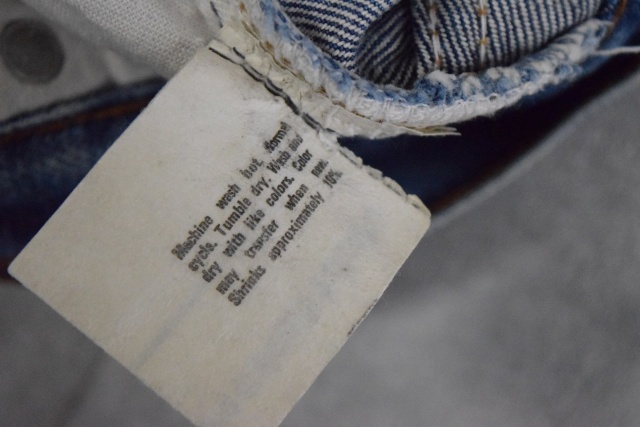 Machine wash hot, Normal
cycle. Tumble dry. Wash and
dry with like colors. Color
may transfer when new.
Shrinks approximately 10%